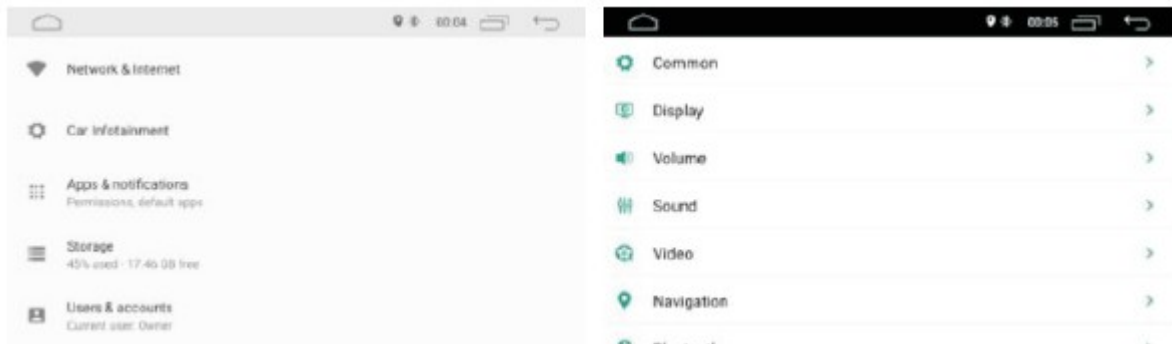 00:04
Network & Internet
Car Infotainment
Apps & notifications
Permissions, default apps
Storage
45% used - 17.46 GB free
Users & accounts
Current user: Owner
00:05
Common
Display
Volume
Sound
Video
Navigation